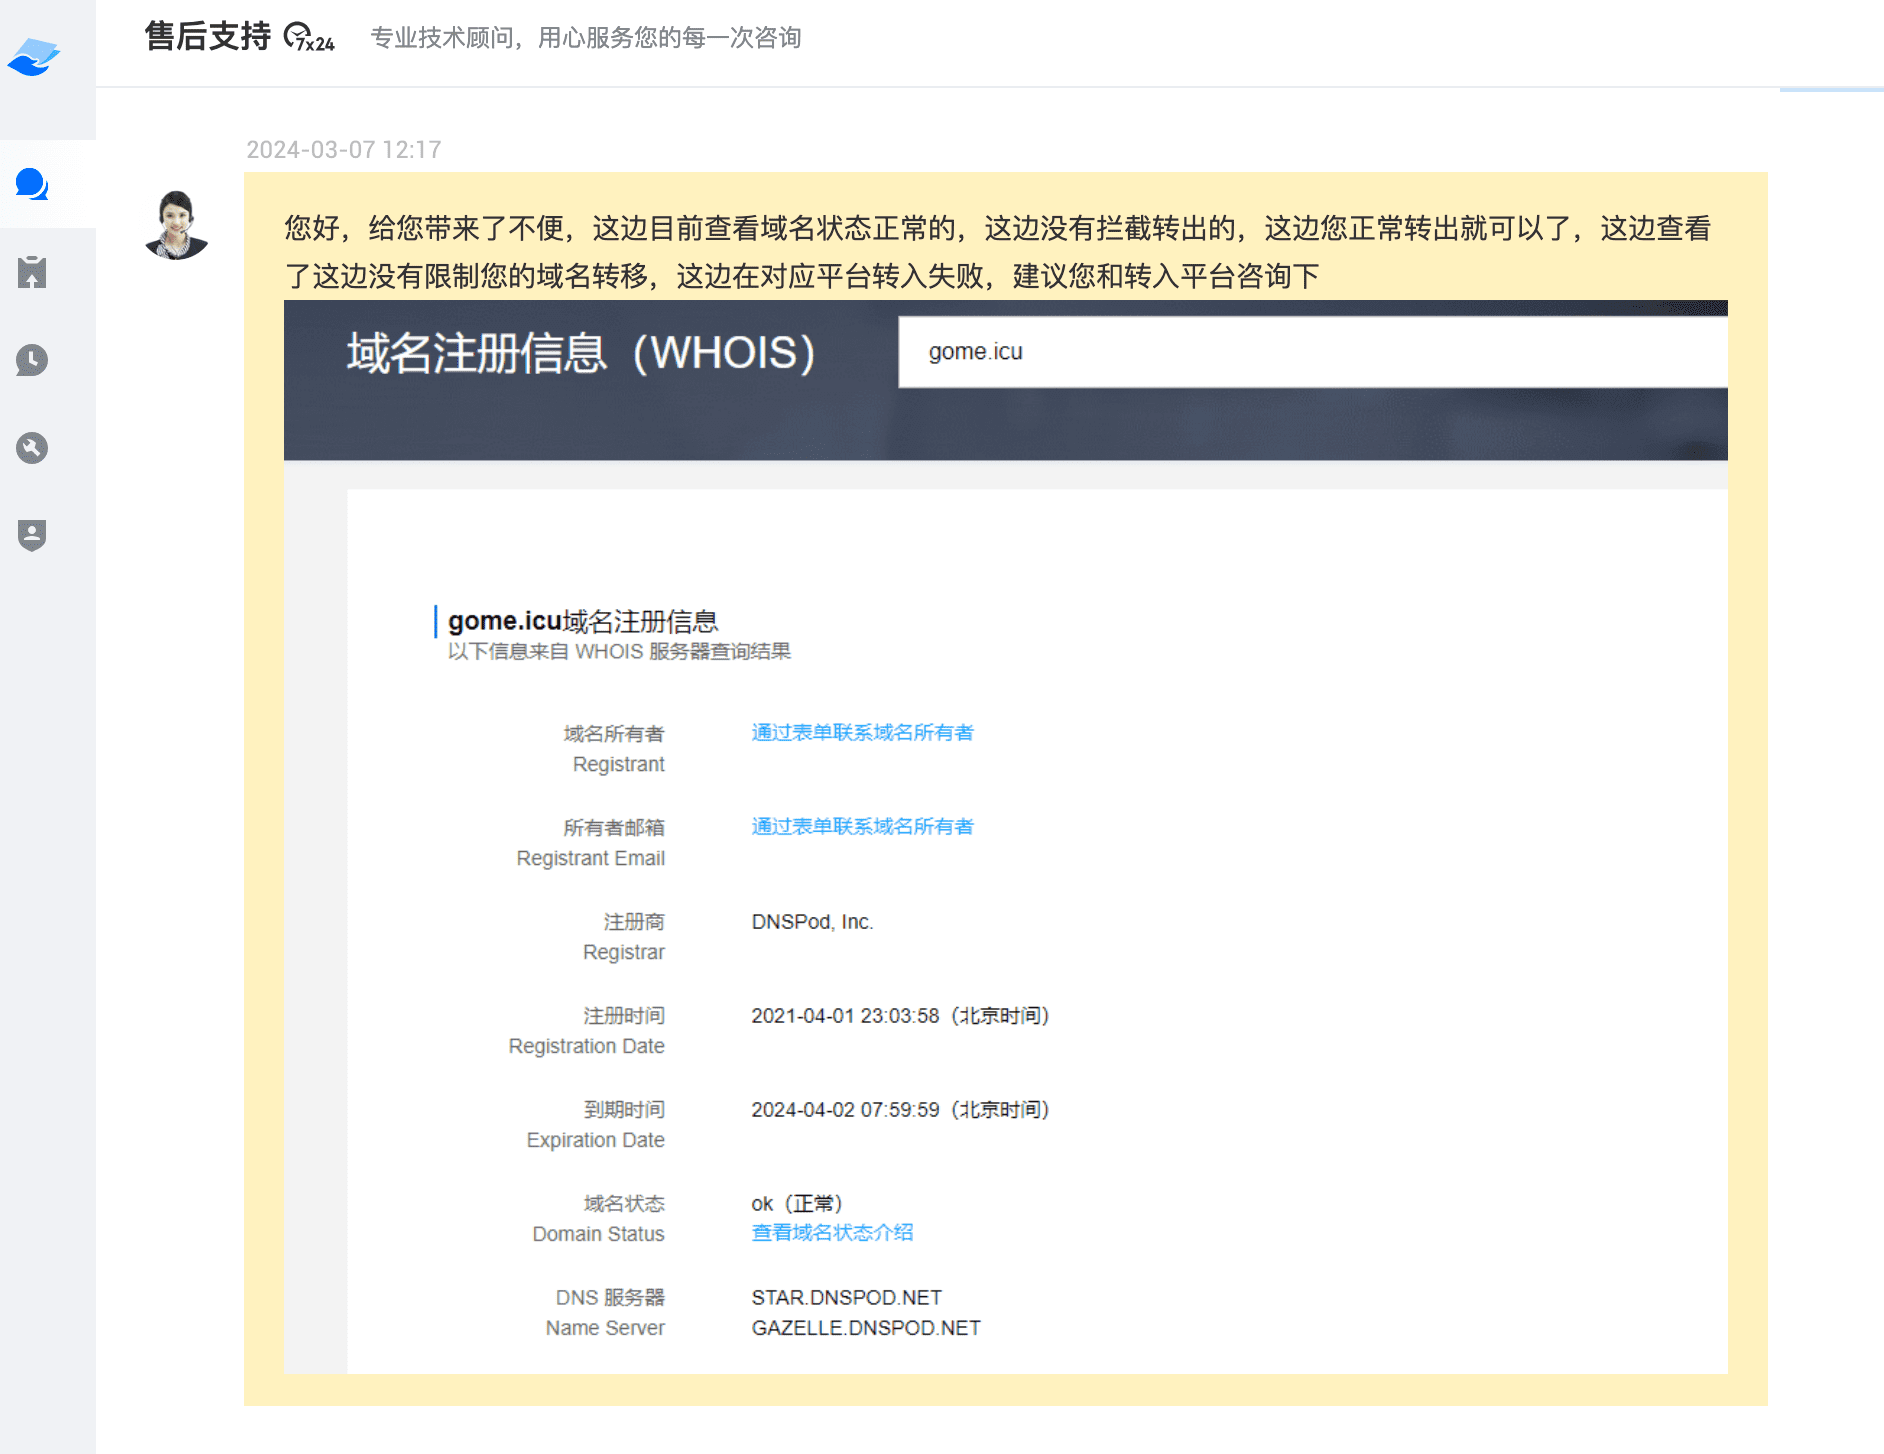 售后支持 7x24 专业技术顾问，用心服务您的每一次咨询
2024-03-07 12:17
您好，给您带来了不便，这边目前查看域名状态正常的，这边没有拦截转出的，这边您正常转出就可以了，这边查看
了这边没有限制您的域名转移，这边在对应平台转入失败，建议您和转入平台咨询下
域名注册信息（WHOIS） gome.icu
gome.icu域名注册信息
以下信息来自 WHOIS 服务器查询结果
域名所有者 通过表单联系域名所有者
Registrant
所有者邮箱 通过表单联系域名所有者
Registrant Email
注册商 DNSPod, Inc.
Registrar
注册时间 2021-04-01 23:03:58（北京时间）
Registration Date
到期时间 2024-04-02 07:59:59（北京时间）
Expiration Date
域名状态 ok（正常）
Domain Status 查看域名状态介绍
DNS 服务器 STAR.DNSPOD.NET
Name Server GAZELLE.DNSPOD.NET